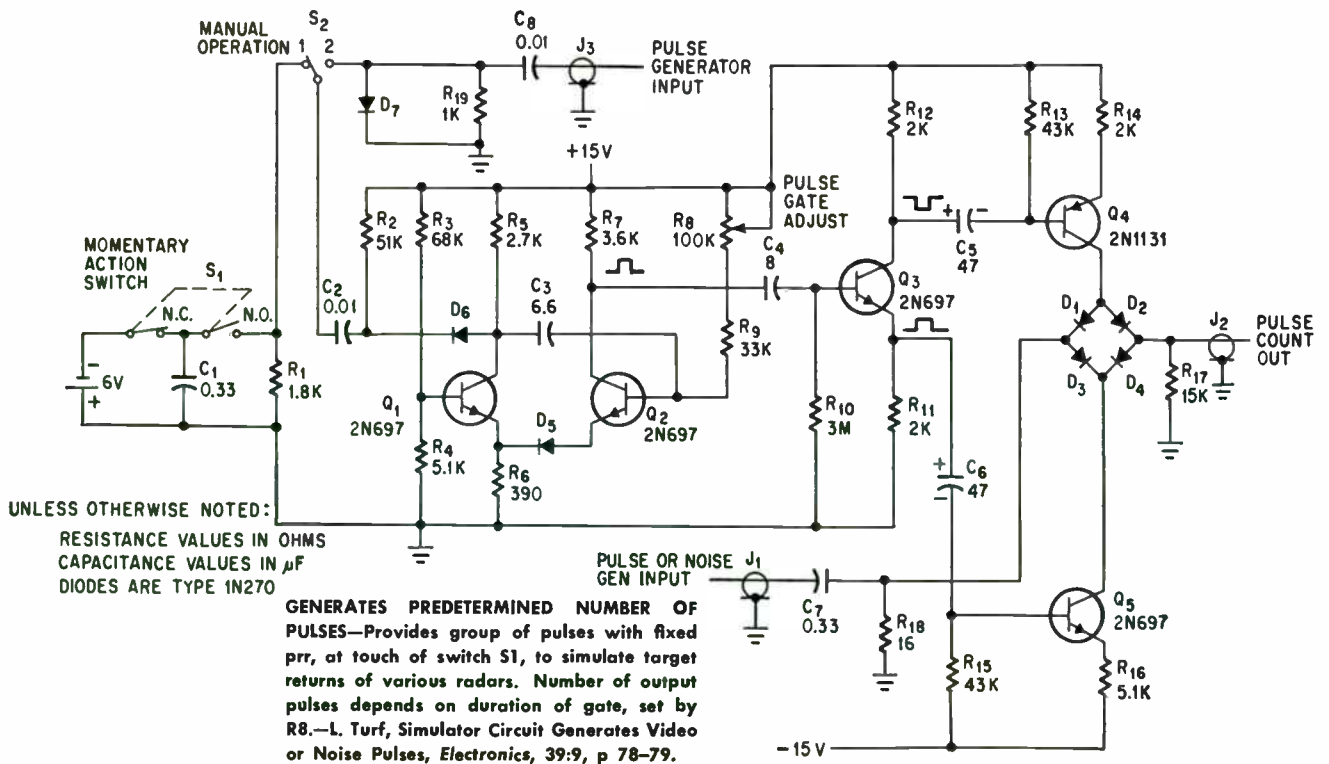 MANUAL
OPERATION
S2
1 2
C8
0.01
J3
PULSE
GENERATOR
INPUT
D7
R19
1K
+15V
R12
2K
R13
43K
R14
2K
PULSE
GATE
ADJUST
Q4
2N1131
C5
47
+ -
MOMENTARY
ACTION
SWITCH
S1
N.C.
N.O.
R2
51K
R3
68K
R5
2.7K
R7
3.6K
R8
100K
C4
8
Q3
2N697
C2
0.01
D6
C3
6.6
R9
33K
D1
D2
D3
D4
J2
PULSE
COUNT
OUT
-
6V
+
C1
0.33
R1
1.8K
Q1
2N697
D5
Q2
2N697
R10
3M
R11
2K
R17
15K
R4
5.1K
R6
390
+
C6
47
-
UNLESS OTHERWISE NOTED:
RESISTANCE VALUES IN OHMS
CAPACITANCE VALUES IN μF
DIODES ARE TYPE 1N270
PULSE OR NOISE
GEN INPUT
J1
C7
0.33
R18
16
Q5
2N697
R15
43K
R16
5.1K
-15V
GENERATES PREDETERMINED NUMBER OF
PULSES—Provides group of pulses with fixed
prr, at touch of switch S1, to simulate target
returns of various radars. Number of output
pulses depends on duration of gate, set by
R8.—L. Turf, Simulator Circuit Generates Video
or Noise Pulses, Electronics, 39:9, p 78–79.